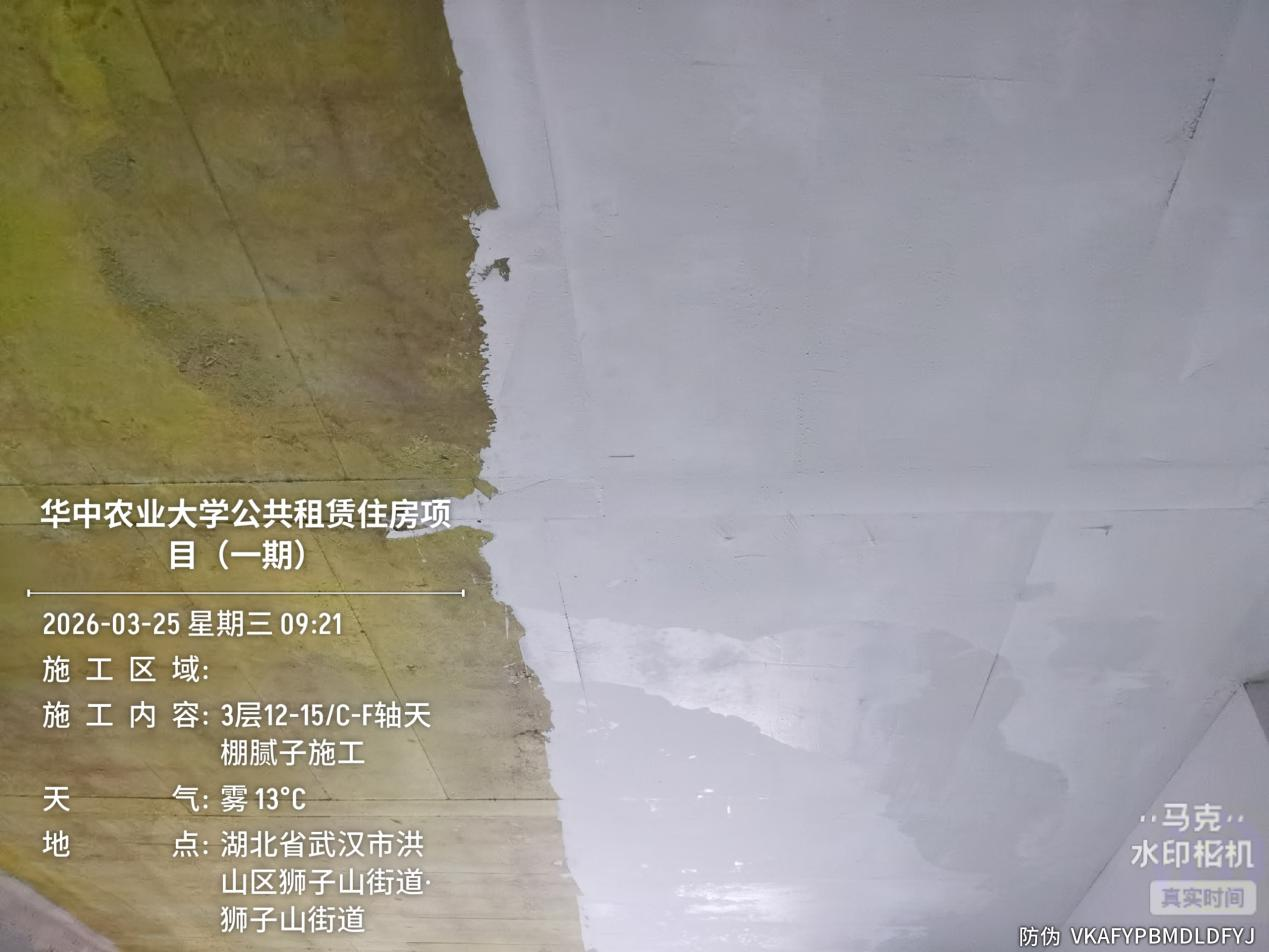 华中农业大学公共租赁住房项
目（一期）
2026-03-25 星期三 09:21
施工区域:
施工内容: 3层12-15/C-F轴天
棚腻子施工
天气: 雾 13°C
地点: 湖北省武汉市洪
山区狮子山街道·
狮子山街道
马克
水印相机
真实时间
防伪 VKAFYPBMDLDFYJ